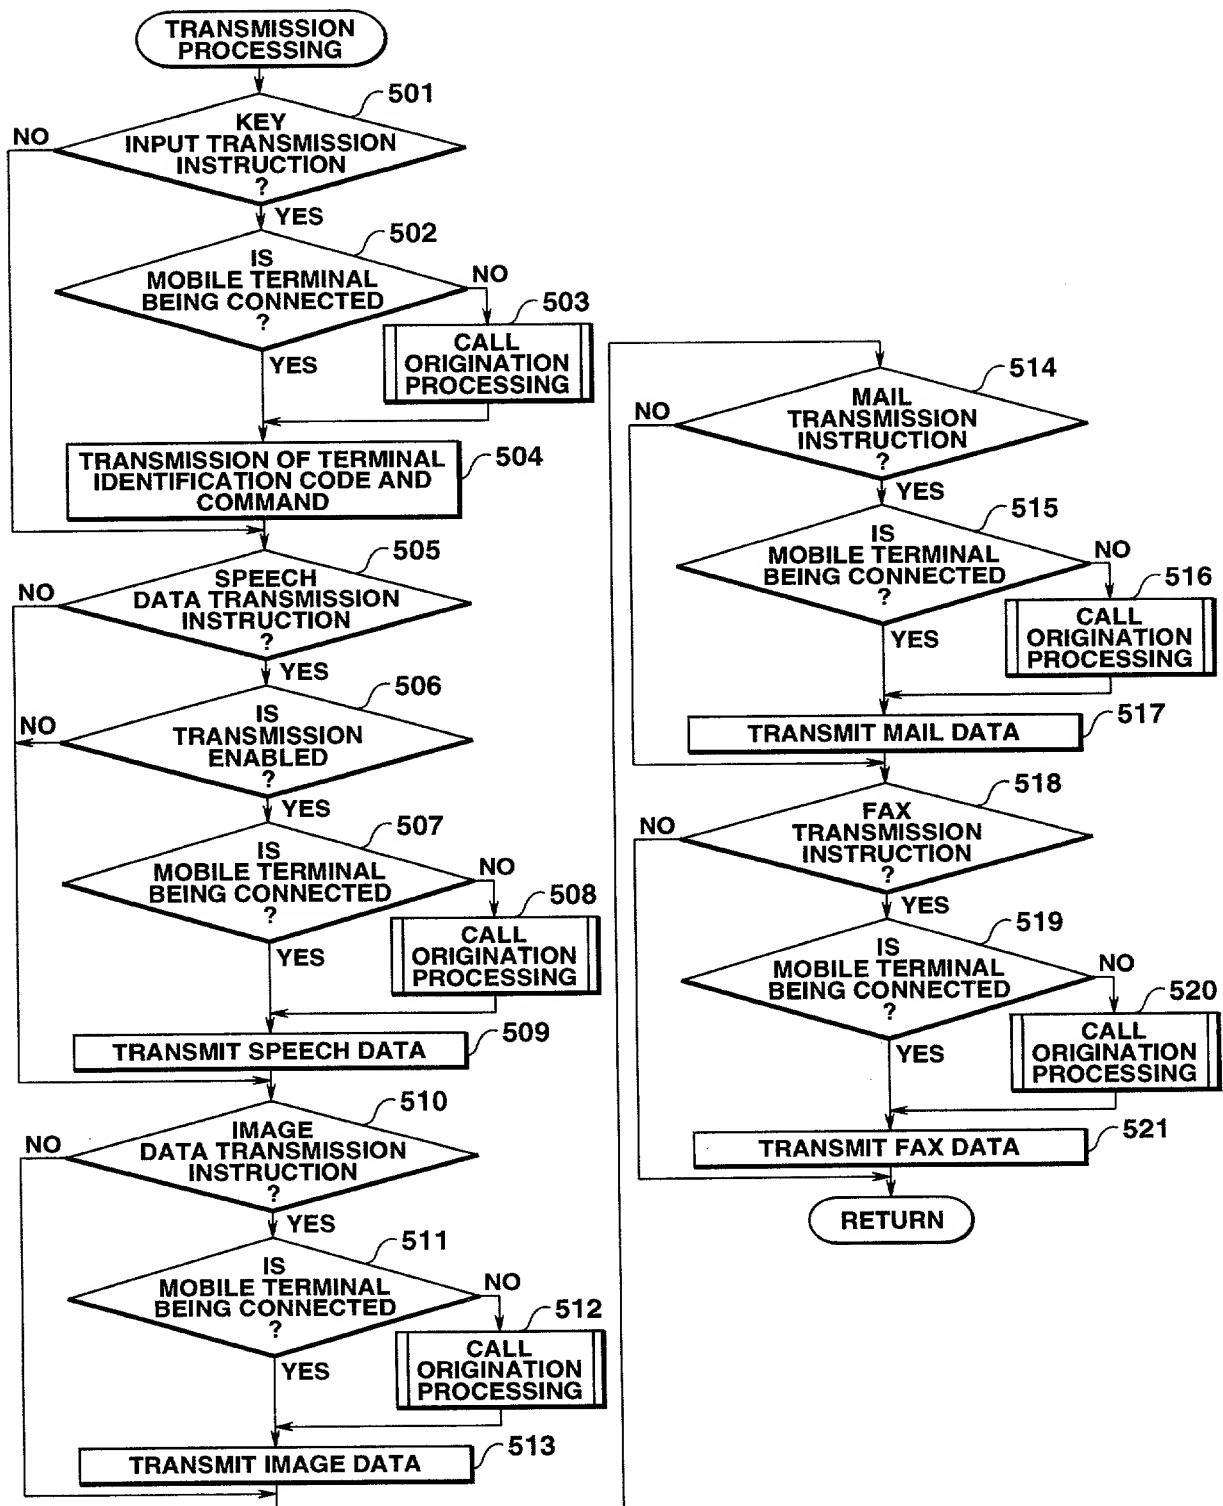 TRANSMISSION
PROCESSING
501
KEY
INPUT TRANSMISSION
INSTRUCTION
?
NO
YES
502
IS
MOBILE TERMINAL
BEING CONNECTED
?
NO
YES
503
CALL
ORIGINATION
PROCESSING
504
TRANSMISSION OF TERMINAL
IDENTIFICATION CODE AND
COMMAND
505
SPEECH
DATA TRANSMISSION
INSTRUCTION
?
NO
YES
506
IS
TRANSMISSION
ENABLED
?
NO
YES
507
IS
MOBILE TERMINAL
BEING CONNECTED
?
NO
YES
508
CALL
ORIGINATION
PROCESSING
509
TRANSMIT SPEECH DATA
510
IMAGE
DATA TRANSMISSION
INSTRUCTION
?
NO
YES
511
IS
MOBILE TERMINAL
BEING CONNECTED
?
NO
YES
512
CALL
ORIGINATION
PROCESSING
513
TRANSMIT IMAGE DATA
514
MAIL
TRANSMISSION
INSTRUCTION
?
NO
YES
515
IS
MOBILE TERMINAL
BEING CONNECTED
?
NO
YES
516
CALL
ORIGINATION
PROCESSING
517
TRANSMIT MAIL DATA
518
FAX
TRANSMISSION
INSTRUCTION
?
NO
YES
519
IS
MOBILE TERMINAL
BEING CONNECTED
?
NO
YES
520
CALL
ORIGINATION
PROCESSING
521
TRANSMIT FAX DATA
RETURN